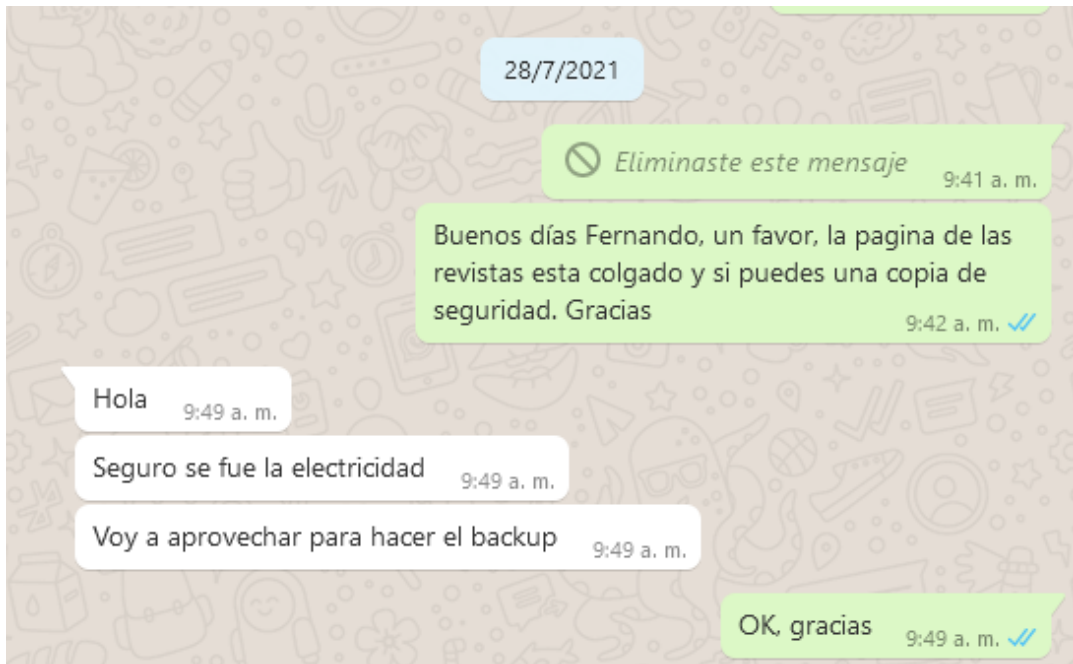 28/7/2021
Eliminaste este mensaje
9:41 a. m.
Buenos días Fernando, un favor, la pagina de las
revistas esta colgado y si puedes una copia de
seguridad. Gracias
9:42 a. m.
Hola
9:49 a. m.
Seguro se fue la electricidad
9:49 a. m.
Voy a aprovechar para hacer el backup
9:49 a. m.
OK, gracias
9:49 a. m.